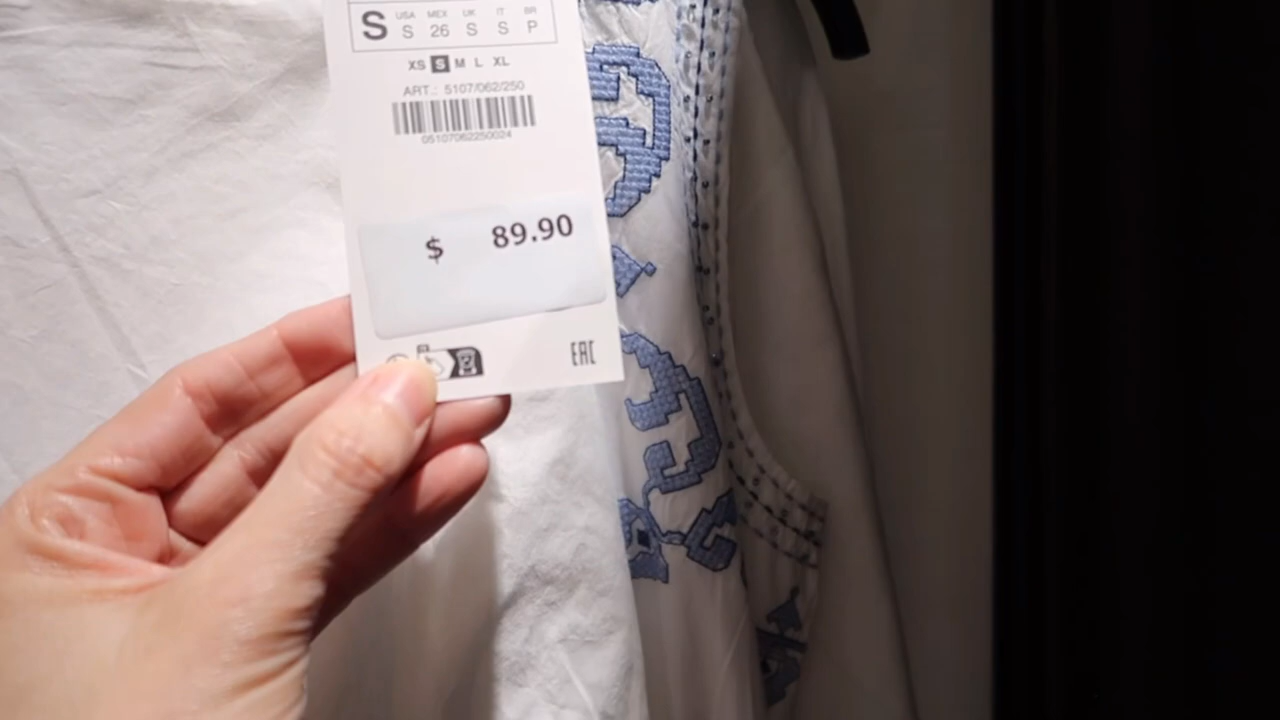 S USA MEX UK IT BR
S 26 S S P
XS S M L XL
ART.: 5107/062/250
05107062250024
$ 89.90
EAC